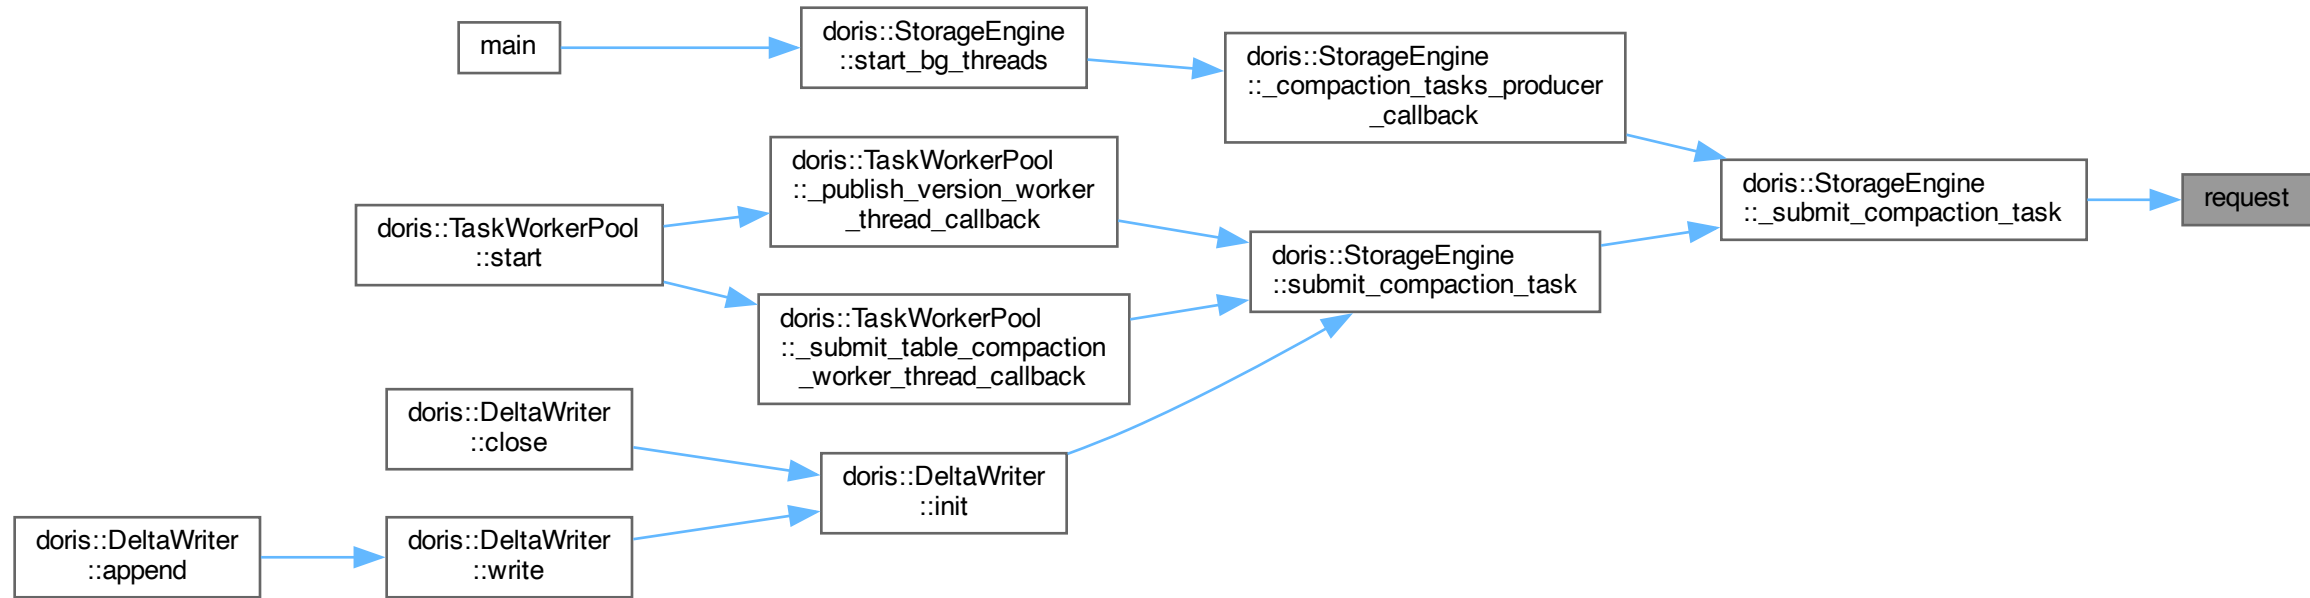 main
doris::StorageEngine
::start_bg_threads
doris::StorageEngine
::_compaction_tasks_producer
_callback
doris::TaskWorkerPool
::_publish_version_worker
_thread_callback
doris::StorageEngine
::_submit_compaction_task
request
doris::TaskWorkerPool
::start
doris::StorageEngine
::submit_compaction_task
doris::TaskWorkerPool
::_submit_table_compaction
_worker_thread_callback
doris::DeltaWriter
::close
doris::DeltaWriter
::init
doris::DeltaWriter
::append
doris::DeltaWriter
::write